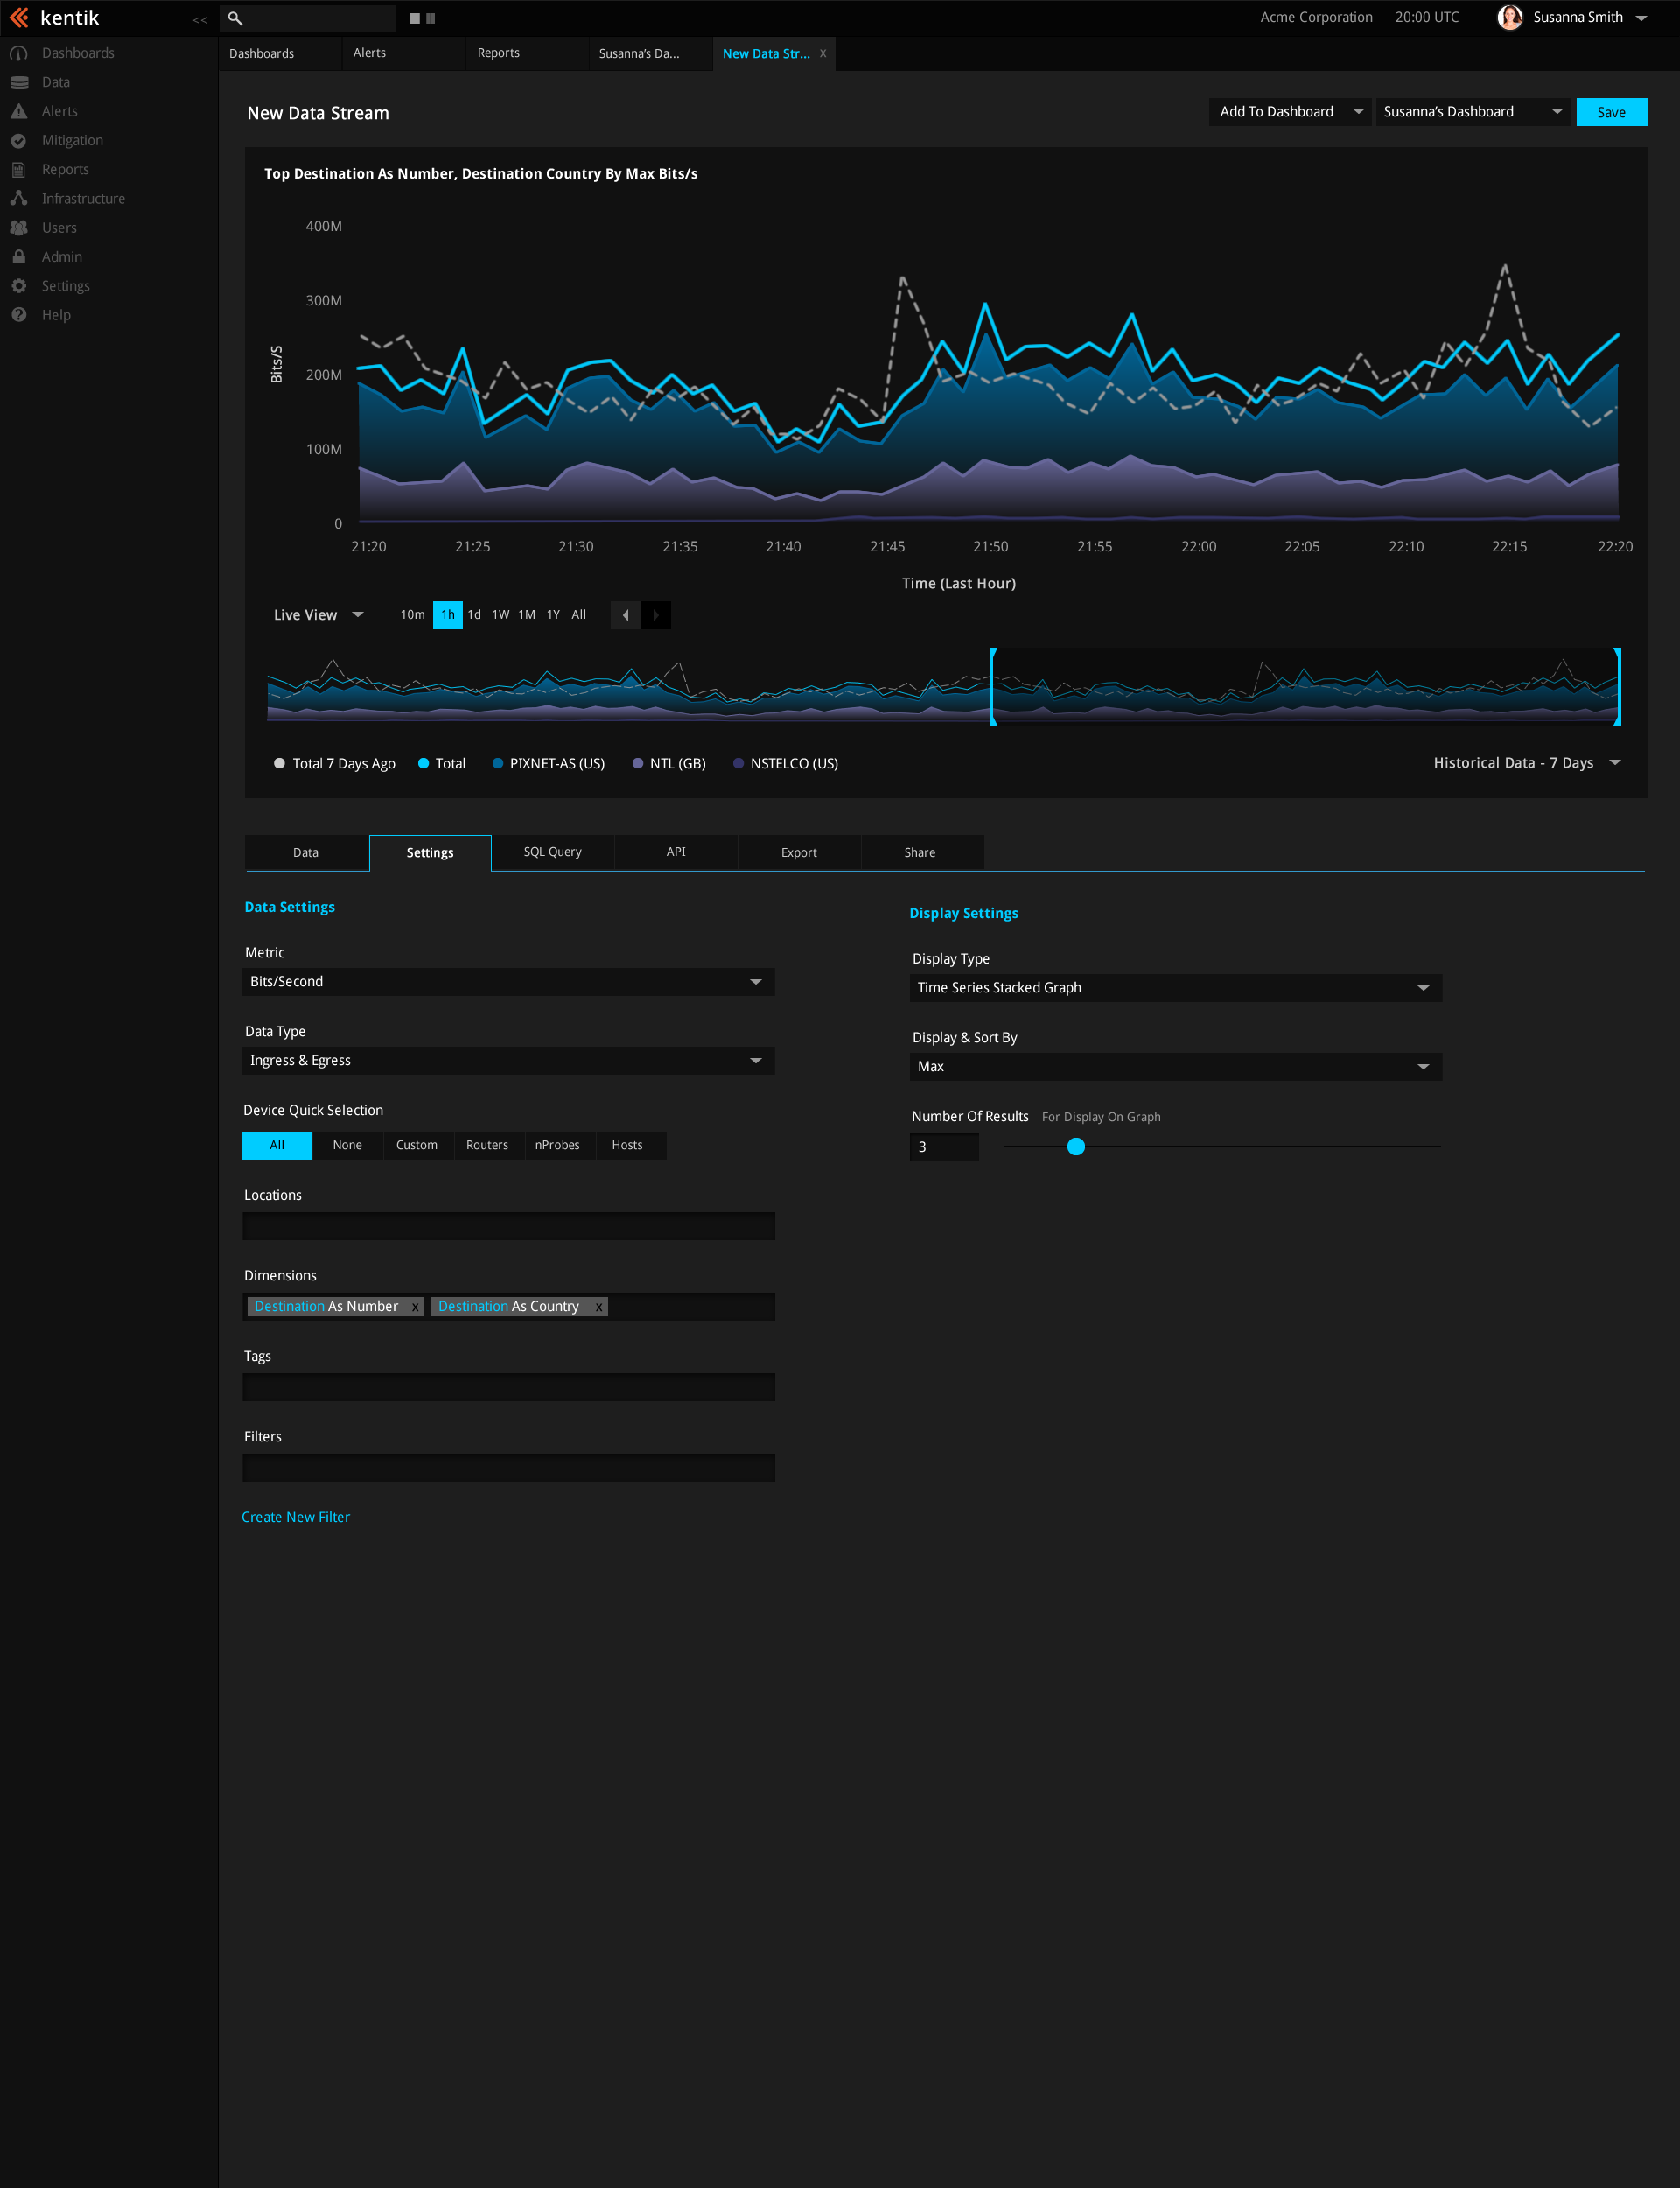 kentik
<<
Acme Corporation 20:00 UTC Susanna Smith
Dashboards
Data
Alerts
Mitigation
Reports
Infrastructure
Users
Admin
Settings
Help
Dashboards Alerts Reports Susanna's Da... New Data Str... x
New Data Stream
Add To Dashboard Susanna's Dashboard Save
Top Destination As Number, Destination Country By Max Bits/s
400M
300M
200M
100M
0
Bits/S
21:20 21:25 21:30 21:35 21:40 21:45 21:50 21:55 22:00 22:05 22:10 22:15 22:20
Time (Last Hour)
Live View 10m 1h 1d 1W 1M 1Y All
Total 7 Days Ago Total PIXNET-AS (US) NTL (GB) NSTELCO (US) Historical Data - 7 Days
Data Settings SQL Query API Export Share
Data Settings
Metric
Bits/Second
Data Type
Ingress & Egress
Device Quick Selection
All None Custom Routers nProbes Hosts
Locations
Dimensions
Destination As Number x Destination As Country x
Tags
Filters
Create New Filter
Display Settings
Display Type
Time Series Stacked Graph
Display & Sort By
Max
Number Of Results For Display On Graph
3